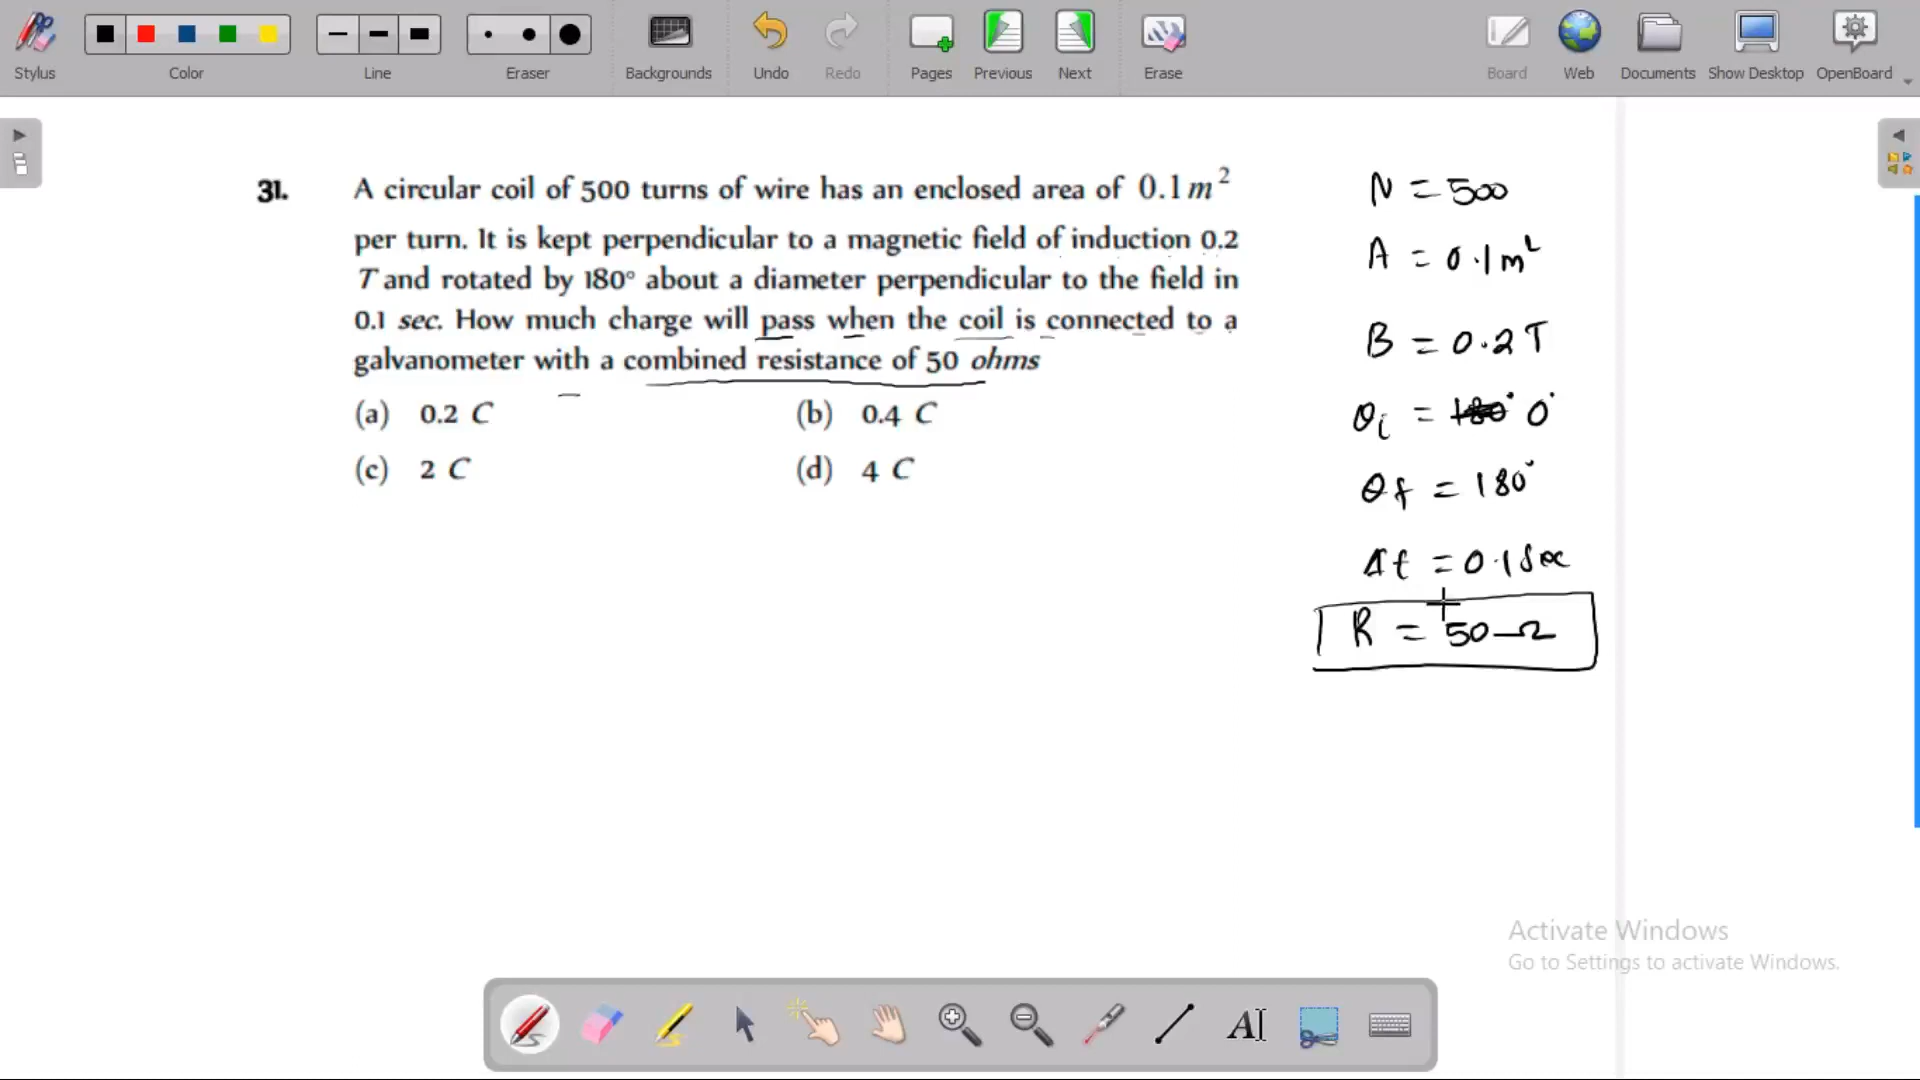 Stylus
Color
Line
Eraser
Backgrounds
Undo
Redo
Pages
Previous
Next
Erase
Board
Web
Documents
Show Desktop
OpenBoard
31. A circular coil of 500 turns of wire has an enclosed area of 0.1 m²
per turn. It is kept perpendicular to a magnetic field of induction 0.2
T and rotated by 180° about a diameter perpendicular to the field in
0.1 sec. How much charge will pass when the coil is connected to a
galvanometer with a combined resistance of 50 ohms
(a) 0.2 C (b) 0.4 C
(c) 2 C (d) 4 C
N = 500
A = 0.1 m²
B = 0.2 T
θi = 180° 0°
θf = 180°
Δt = 0.1 Sec
R = 50 Ω
Activate Windows
Go to Settings to activate Windows.
AI